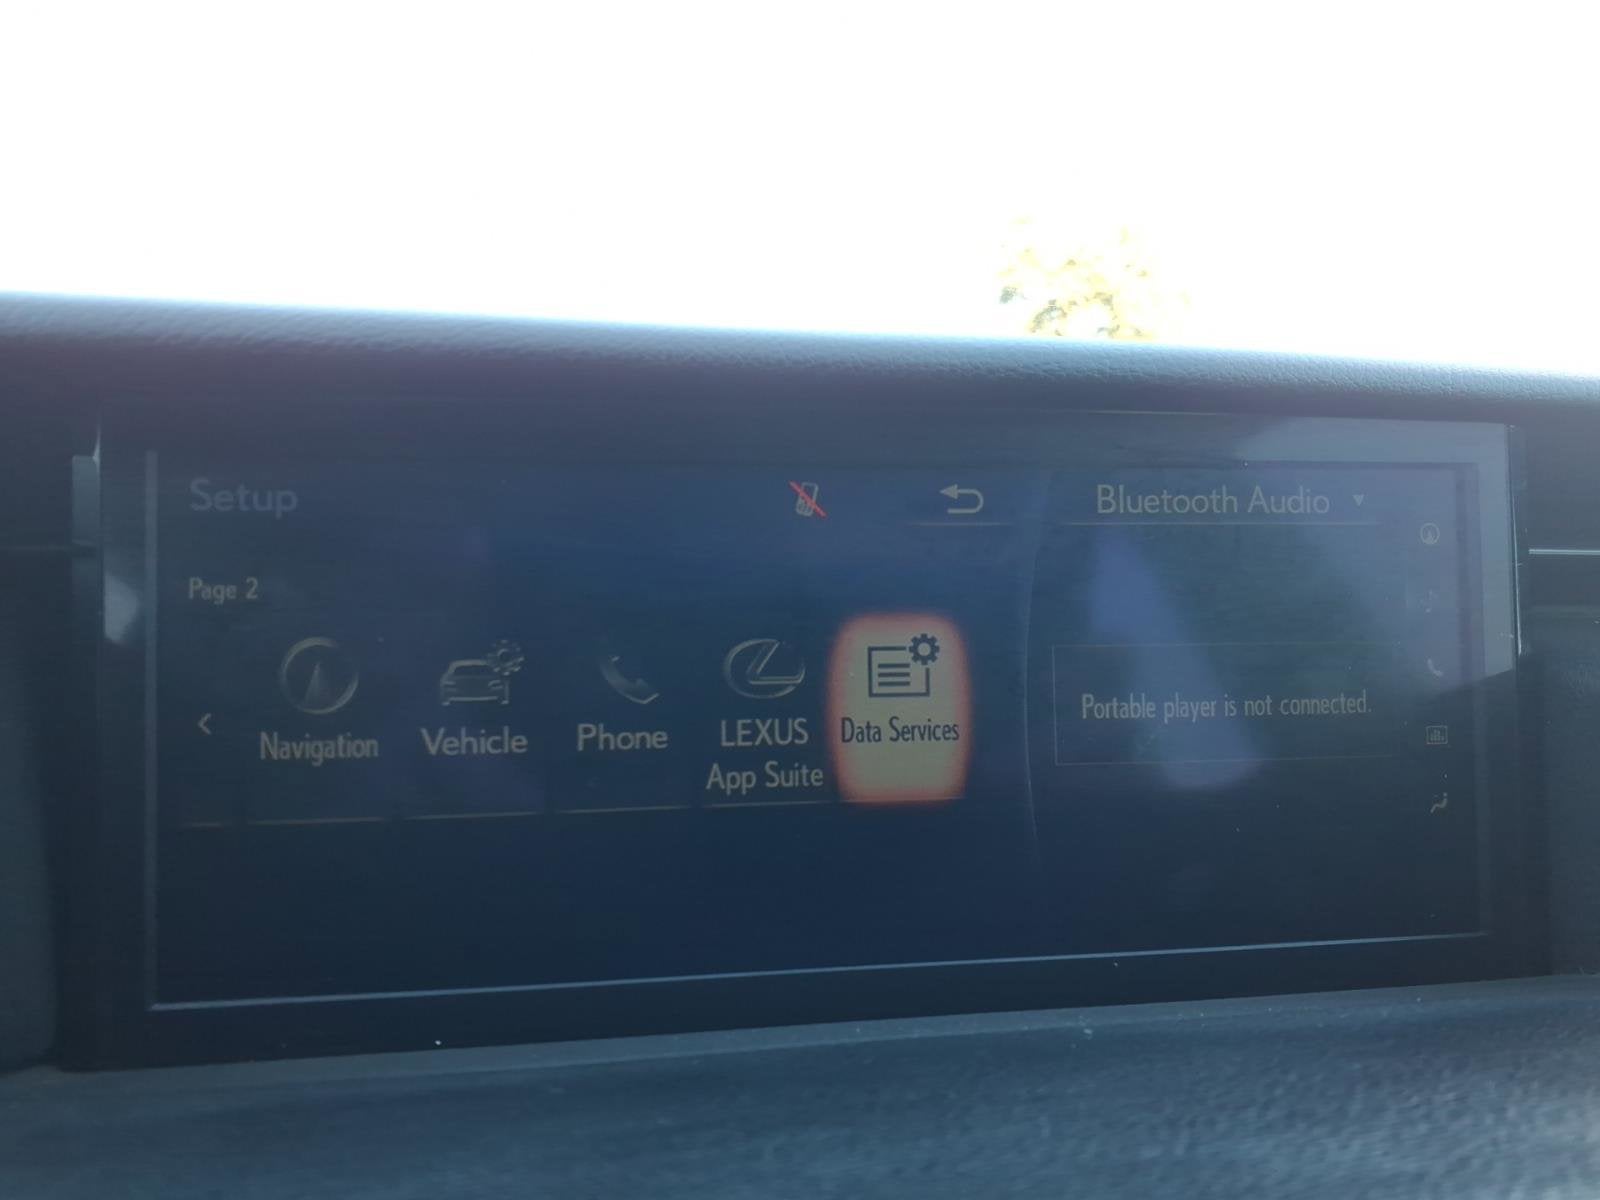 Setup
Bluetooth Audio
Page 2
Navigation
Vehicle
Phone
LEXUS
App Suite
Data Services
Portable player is not connected.